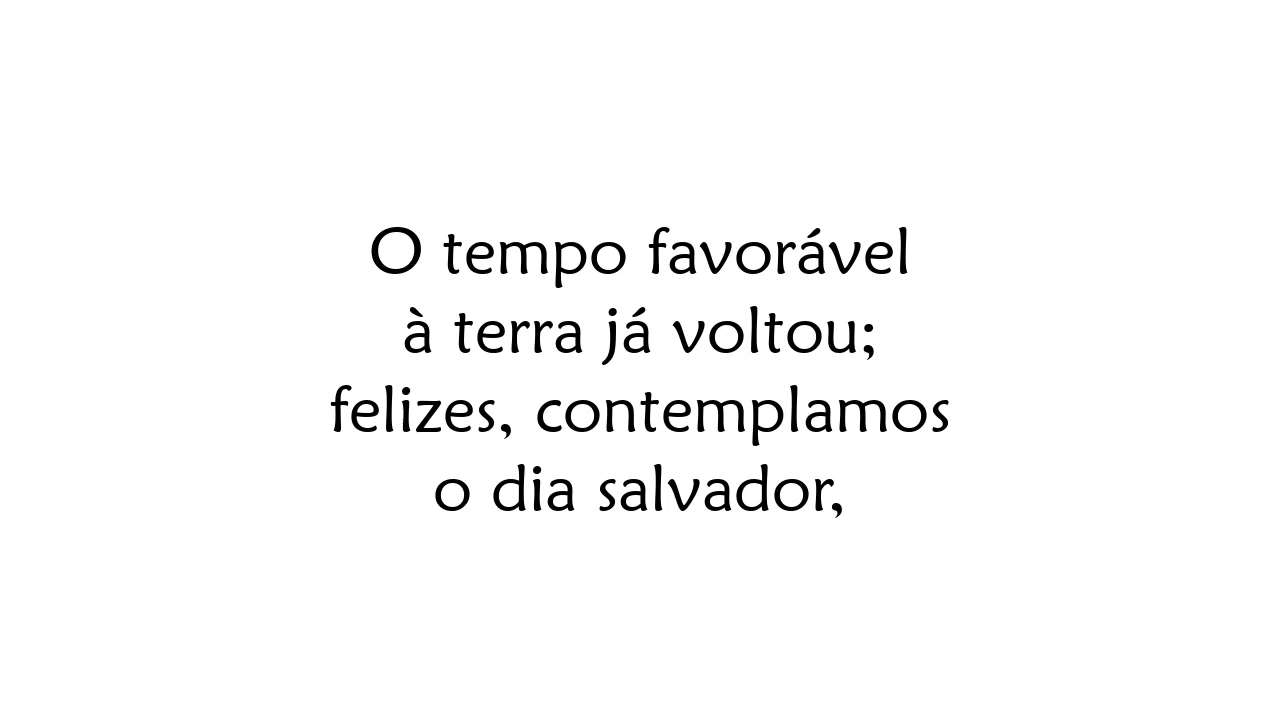 O tempo favorável
à terra já voltou;
felizes, contemplamos
o dia salvador,